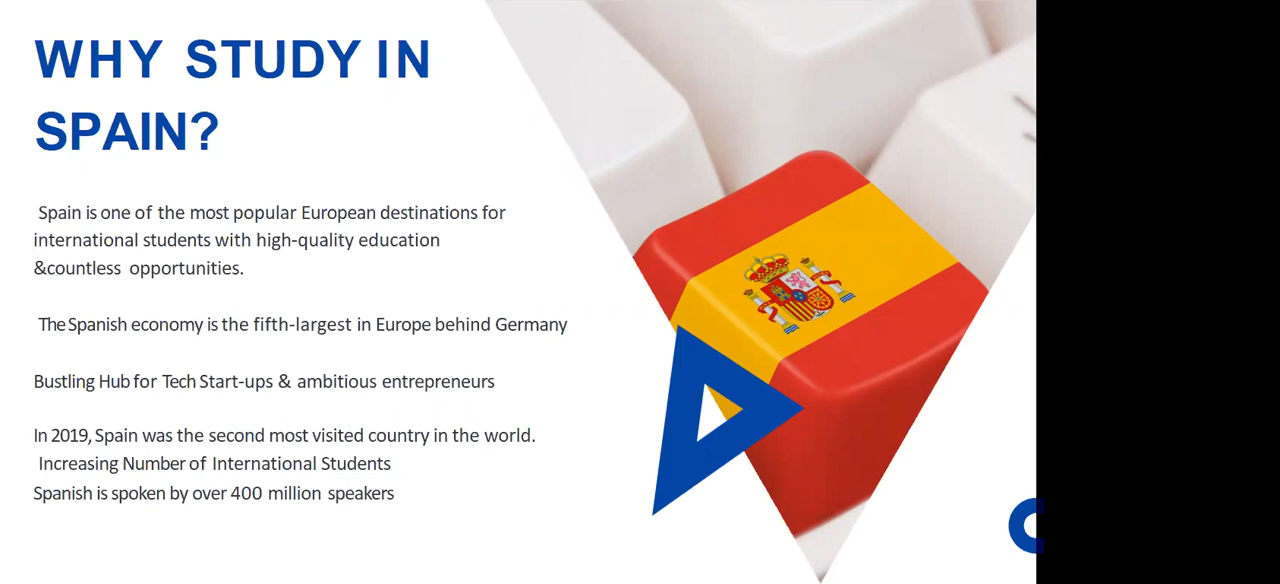 WHY STUDY IN
SPAIN?
Spain is one of the most popular European destinations for
international students with high-quality education
&countless opportunities.
The Spanish economy is the fifth-largest in Europe behind Germany
Bustling Hub for Tech Start-ups & ambitious entrepreneurs
In 2019, Spain was the second most visited country in the world.
Increasing Number of International Students
Spanish is spoken by over 400 million speakers